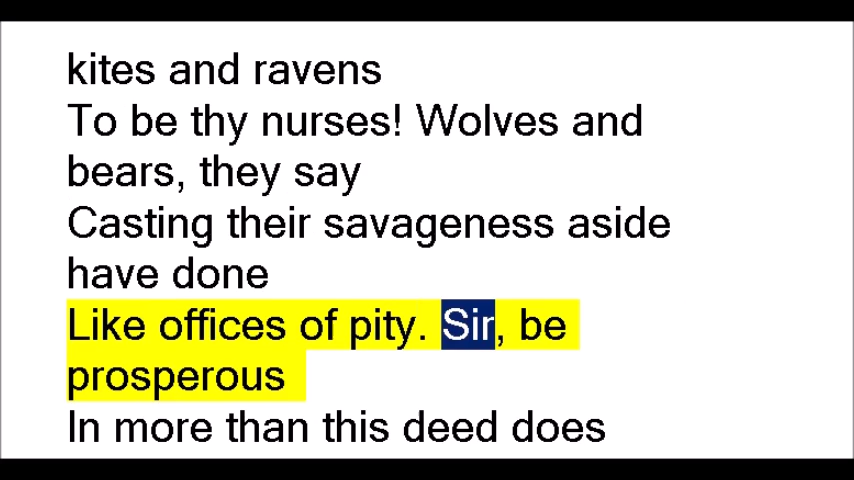 kites and ravens
To be thy nurses! Wolves and
bears, they say
Casting their savageness aside
have done
Like offices of pity. Sir, be
prosperous
In more than this deed does